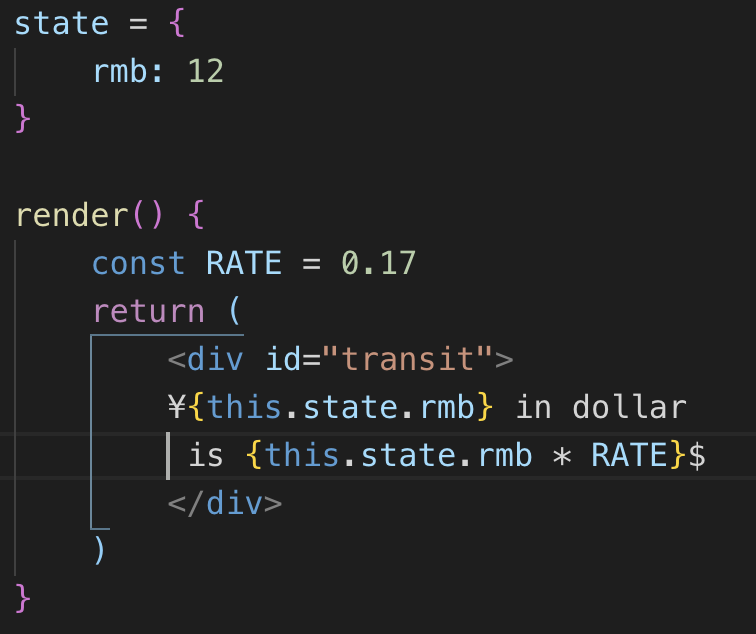 state = {
    rmb: 12
}

render() {
    const RATE = 0.17
    return (
        <div id="transit">
        ¥{this.state.rmb} in dollar
         is {this.state.rmb * RATE}$
        </div>
    )
}